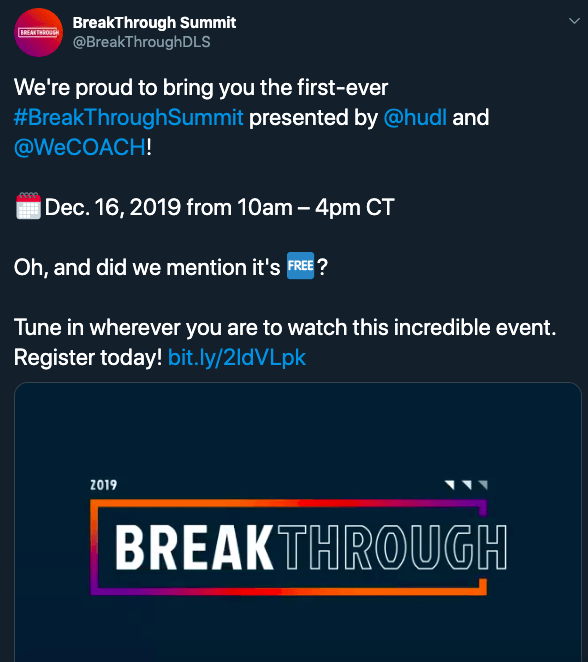 BreakThrough Summit
@BreakThroughDLS
BREAKTHROUGH
We're proud to bring you the first-ever
#BreakThroughSummit presented by @hudl and
@WeCOACH!
🗓️Dec. 16, 2019 from 10am – 4pm CT
Oh, and did we mention it's 🆓?
Tune in wherever you are to watch this incredible event.
Register today! bit.ly/2ldVLpk
2019
BREAKTHROUGH